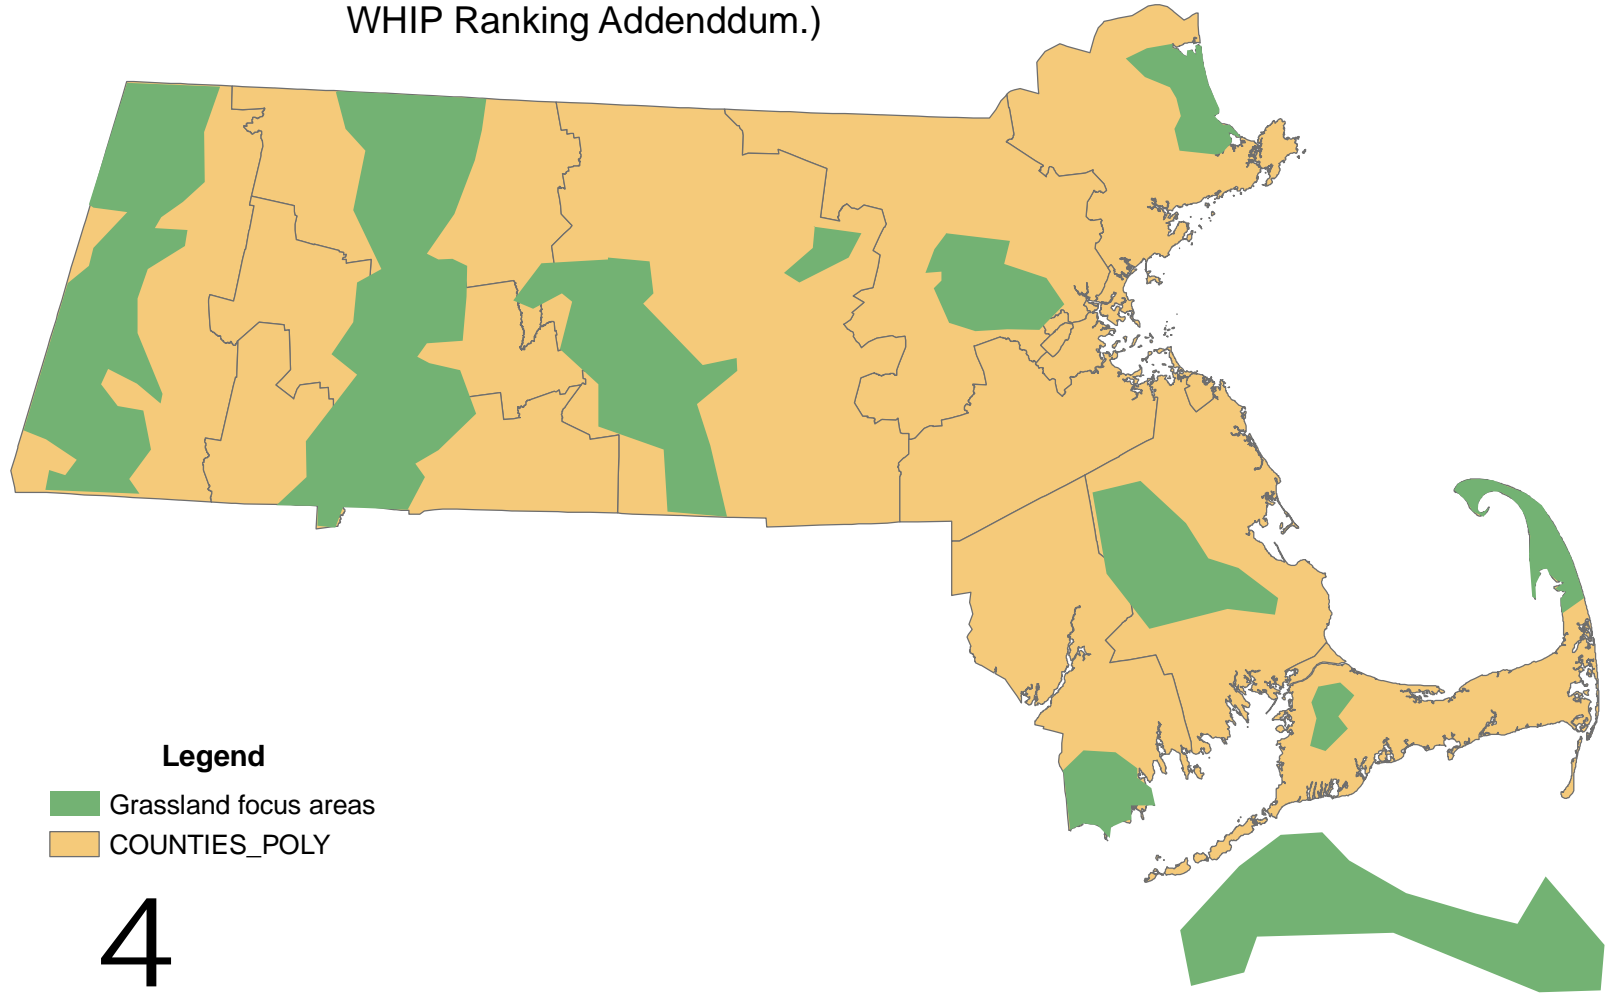 WHIP Ranking Addenddum.)
Legend
Grassland focus areas
COUNTIES_POLY
4